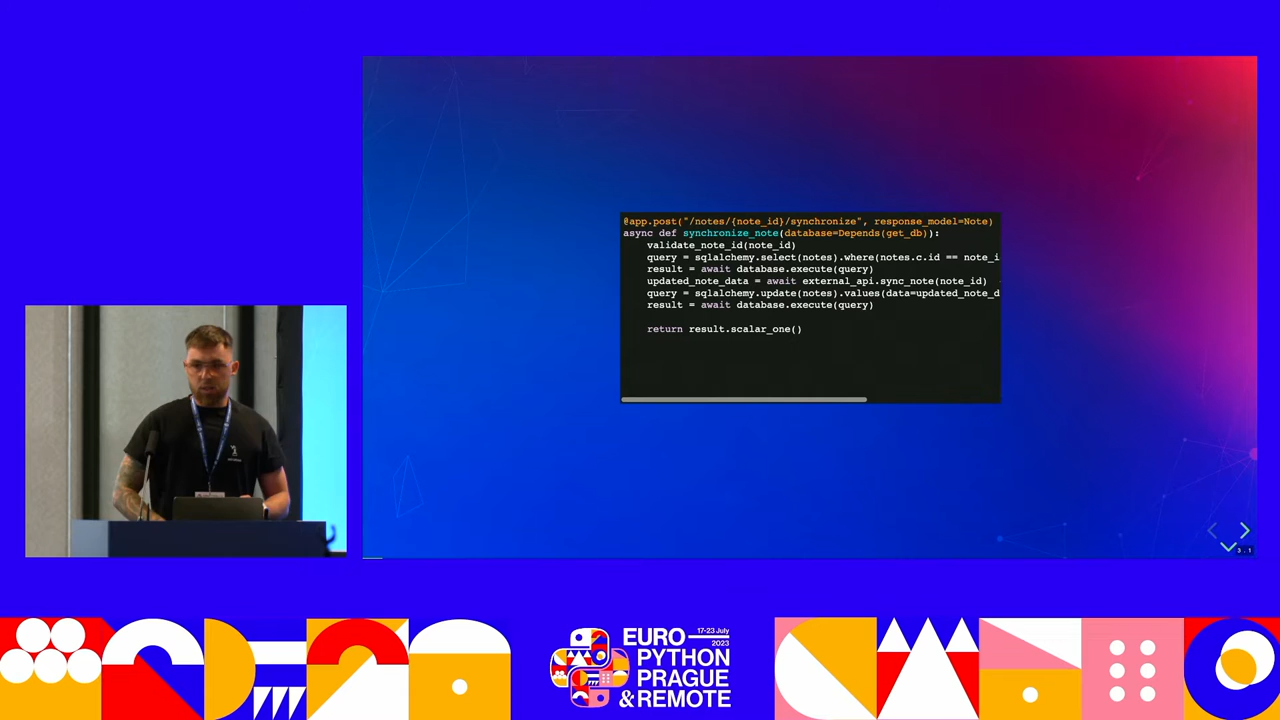 @app.post("/notes/{note_id}/synchronize", response_model=Note)
async def synchronize_note(database=Depends(get_db)):
    validate_note_id(note_id)
    query = sqlalchemy.select(notes).where(notes.c.id == note_i
    result = await database.execute(query)
    updated_note_data = await external_api.sync_note(note_id)
    query = sqlalchemy.update(notes).values(data=updated_note_d
    result = await database.execute(query)
    return result.scalar_one()
3.1
EURO 17-23 July
2023
PYTHON
PRAGUE
& REMOTE